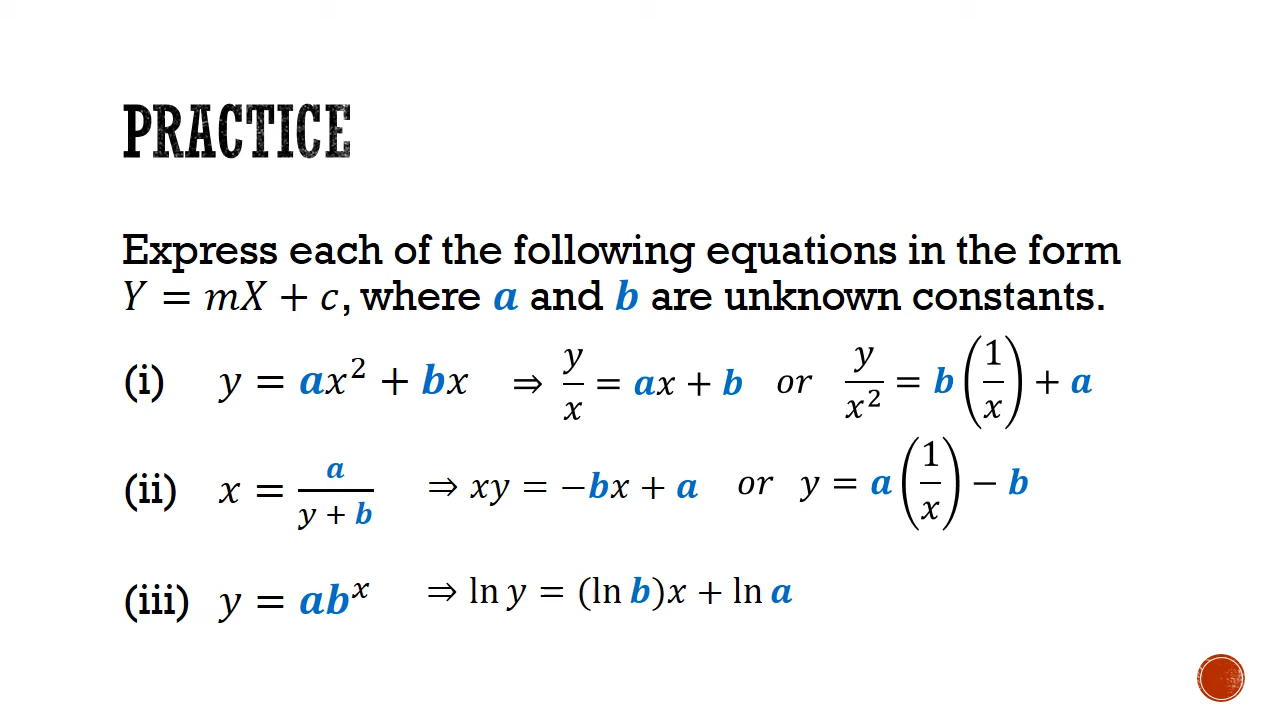 PRACTICE
Express each of the following equations in the form
𝑌 = 𝑚𝑋 + 𝑐, where 𝒂 and 𝒃 are unknown constants.
(i) 𝑦 = 𝒂𝑥² + 𝒃𝑥 ⇒ 𝑦/𝑥 = 𝒂𝑥 + 𝒃 𝑜𝑟 𝑦/𝑥² = 𝒃(1/𝑥) + 𝒂
(ii) 𝑥 = 𝒂/(𝑦 + 𝒃) ⇒ 𝑥𝑦 = −𝒃𝑥 + 𝒂 𝑜𝑟 𝑦 = 𝒂(1/𝑥) − 𝒃
(iii) 𝑦 = 𝒂𝒃ˣ ⇒ ln 𝑦 = (ln 𝒃)𝑥 + ln 𝒂